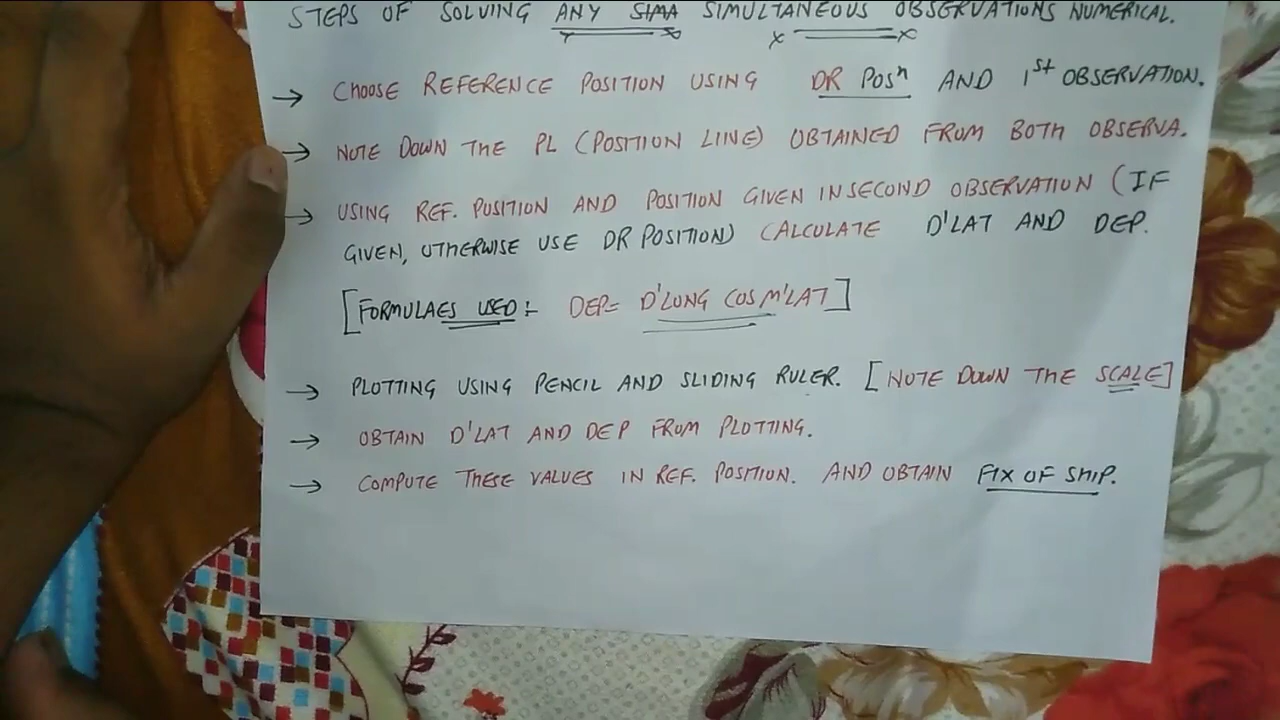 STEPS OF SOLVING ANY SIMA SIMULTANEOUS OBSERVATIONS NUMERICAL.
→ CHOOSE REFERENCE POSITION USING DR POSⁿ AND 1ˢᵗ OBSERVATION.
→ NOTE DOWN THE PL (POSITION LINE) OBTAINED FROM BOTH OBSERVA.
→ USING REF. POSITION AND POSITION GIVEN IN SECOND OBSERVATION (IF
GIVEN, OTHERWISE USE DR POSITION) CALCULATE D'LAT AND DEP.
[FORMULAES USED:- DEP= D'LONG COS M'LAT]
→ PLOTTING USING PENCIL AND SLIDING RULER. [NOTE DOWN THE SCALE]
→ OBTAIN D'LAT AND DEP FROM PLOTTING.
→ COMPUTE THESE VALUES IN REF. POSITION. AND OBTAIN FIX OF SHIP.